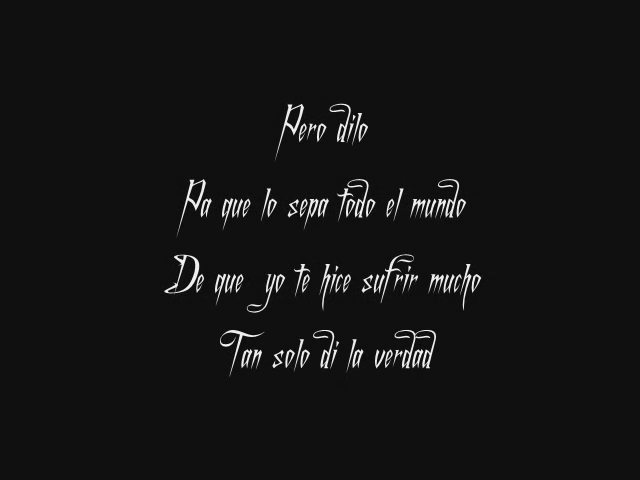 Pero dilo
Pa que lo sepa todo el mundo
De que yo te hice sufrir mucho
Tan solo di la verdad